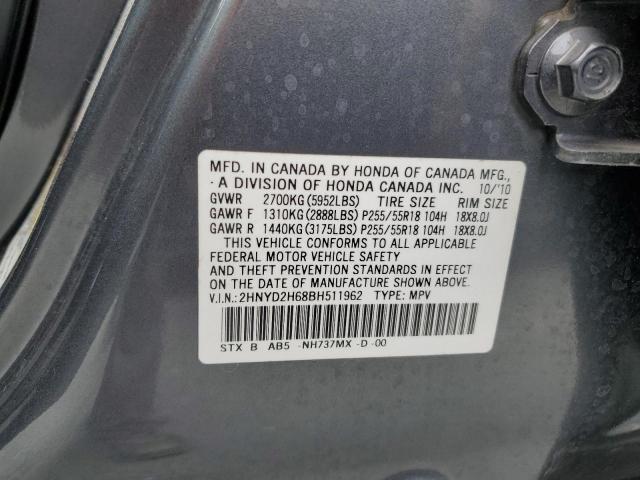 MFD. IN CANADA BY HONDA OF CANADA MFG.,
· A DIVISION OF HONDA CANADA INC. 10/'10
GVWR 2700KG(5952LBS) TIRE SIZE RIM SIZE
GAWR F 1310KG(2888LBS) P255/55R18 104H 18X8.0J
GAWR R 1440KG(3175LBS) P255/55R18 104H 18X8.0J
THIS VEHICLE CONFORMS TO ALL APPLICABLE
FEDERAL MOTOR VEHICLE SAFETY
AND THEFT PREVENTION STANDARDS IN EFFECT
ON THE DATE OF MANUFACTURE SHOWN ABOVE.
V.I.N.: 2HNYD2H68BH511962 TYPE: MPV
STX B AB5 -NH737MX -D -00